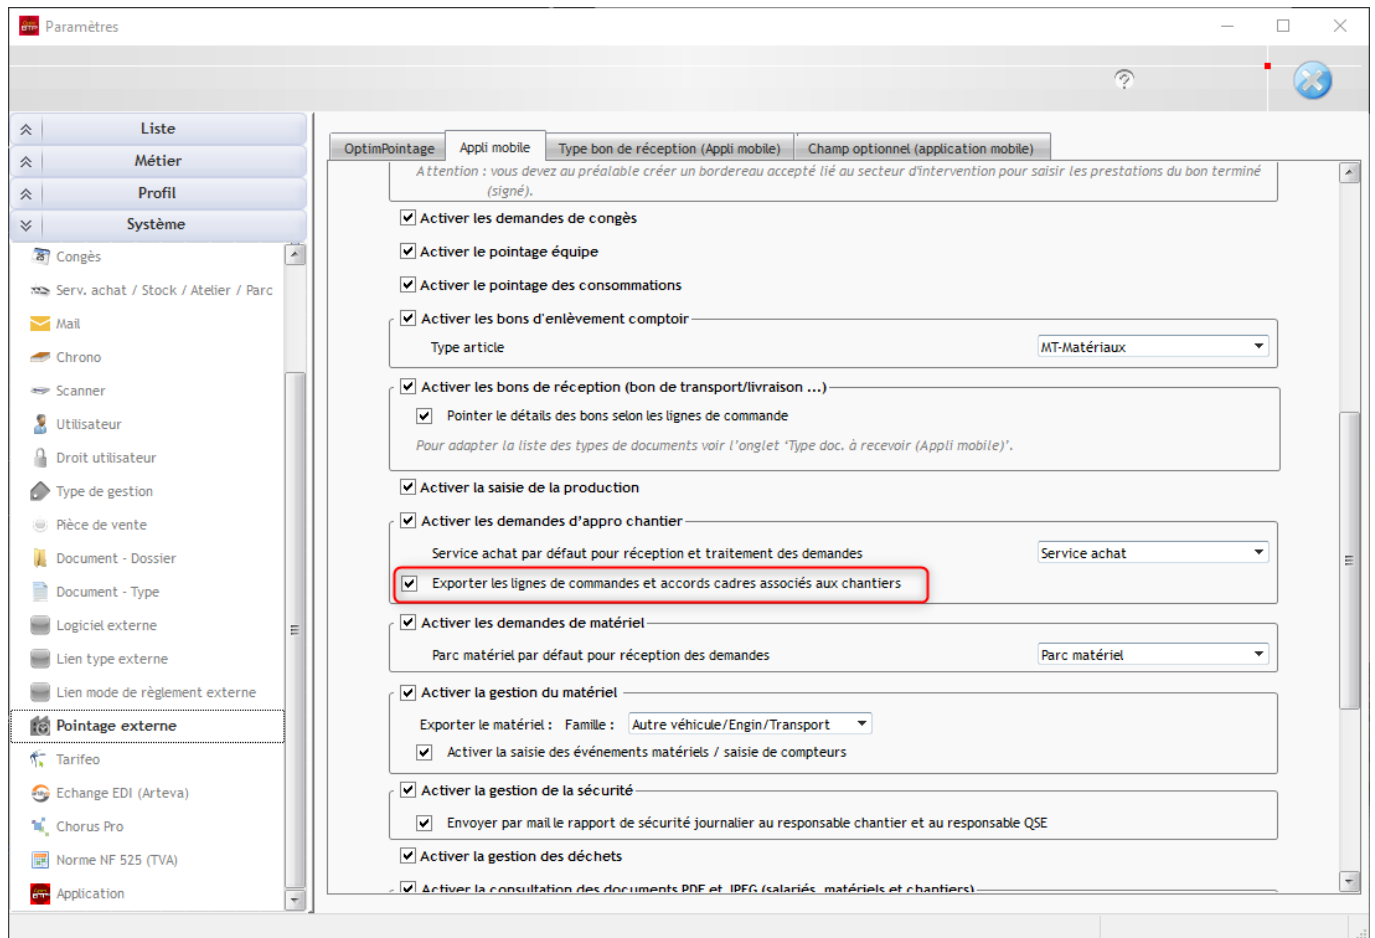 Paramètres
Liste
Métier
Profil
Système
Congès
Serv. achat / Stock / Atelier / Parc
Mail
Chrono
Scanner
Utilisateur
Droit utilisateur
Type de gestion
Pièce de vente
Document - Dossier
Document - Type
Logiciel externe
Lien type externe
Lien mode de règlement externe
Pointage externe
Tarifeo
Echange EDI (Arteva)
Chorus Pro
Norme NF 525 (TVA)
Application
OptimPointage
Appli mobile
Type bon de réception (Appli mobile)
Champ optionnel (application mobile)
Attention : vous devez au préalable créer un bordereau accepté lié au secteur d'intervention pour saisir les prestations du bon terminé
(signé).
Activer les demandes de congès
Activer le pointage équipe
Activer le pointage des consommations
Activer les bons d'enlèvement comptoir
Type article MT-Matériaux
Activer les bons de réception (bon de transport/livraison ...)
Pointer le détails des bons selon les lignes de commande
Pour adapter la liste des types de documents voir l'onglet 'Type doc. à recevoir (Appli mobile)'.
Activer la saisie de la production
Activer les demandes d'appro chantier
Service achat par défaut pour réception et traitement des demandes Service achat
Exporter les lignes de commandes et accords cadres associés aux chantiers
Activer les demandes de matériel
Parc matériel par défaut pour réception des demandes Parc matériel
Activer la gestion du matériel
Exporter le matériel : Famille : Autre véhicule/Engin/Transport
Activer la saisie des événements matériels / saisie de compteurs
Activer la gestion de la sécurité
Envoyer par mail le rapport de sécurité journalier au responsable chantier et au responsable QSE
Activer la gestion des déchets
Activer la consultation des documents PDF et JPEG (salariés, matériels et chantiers)